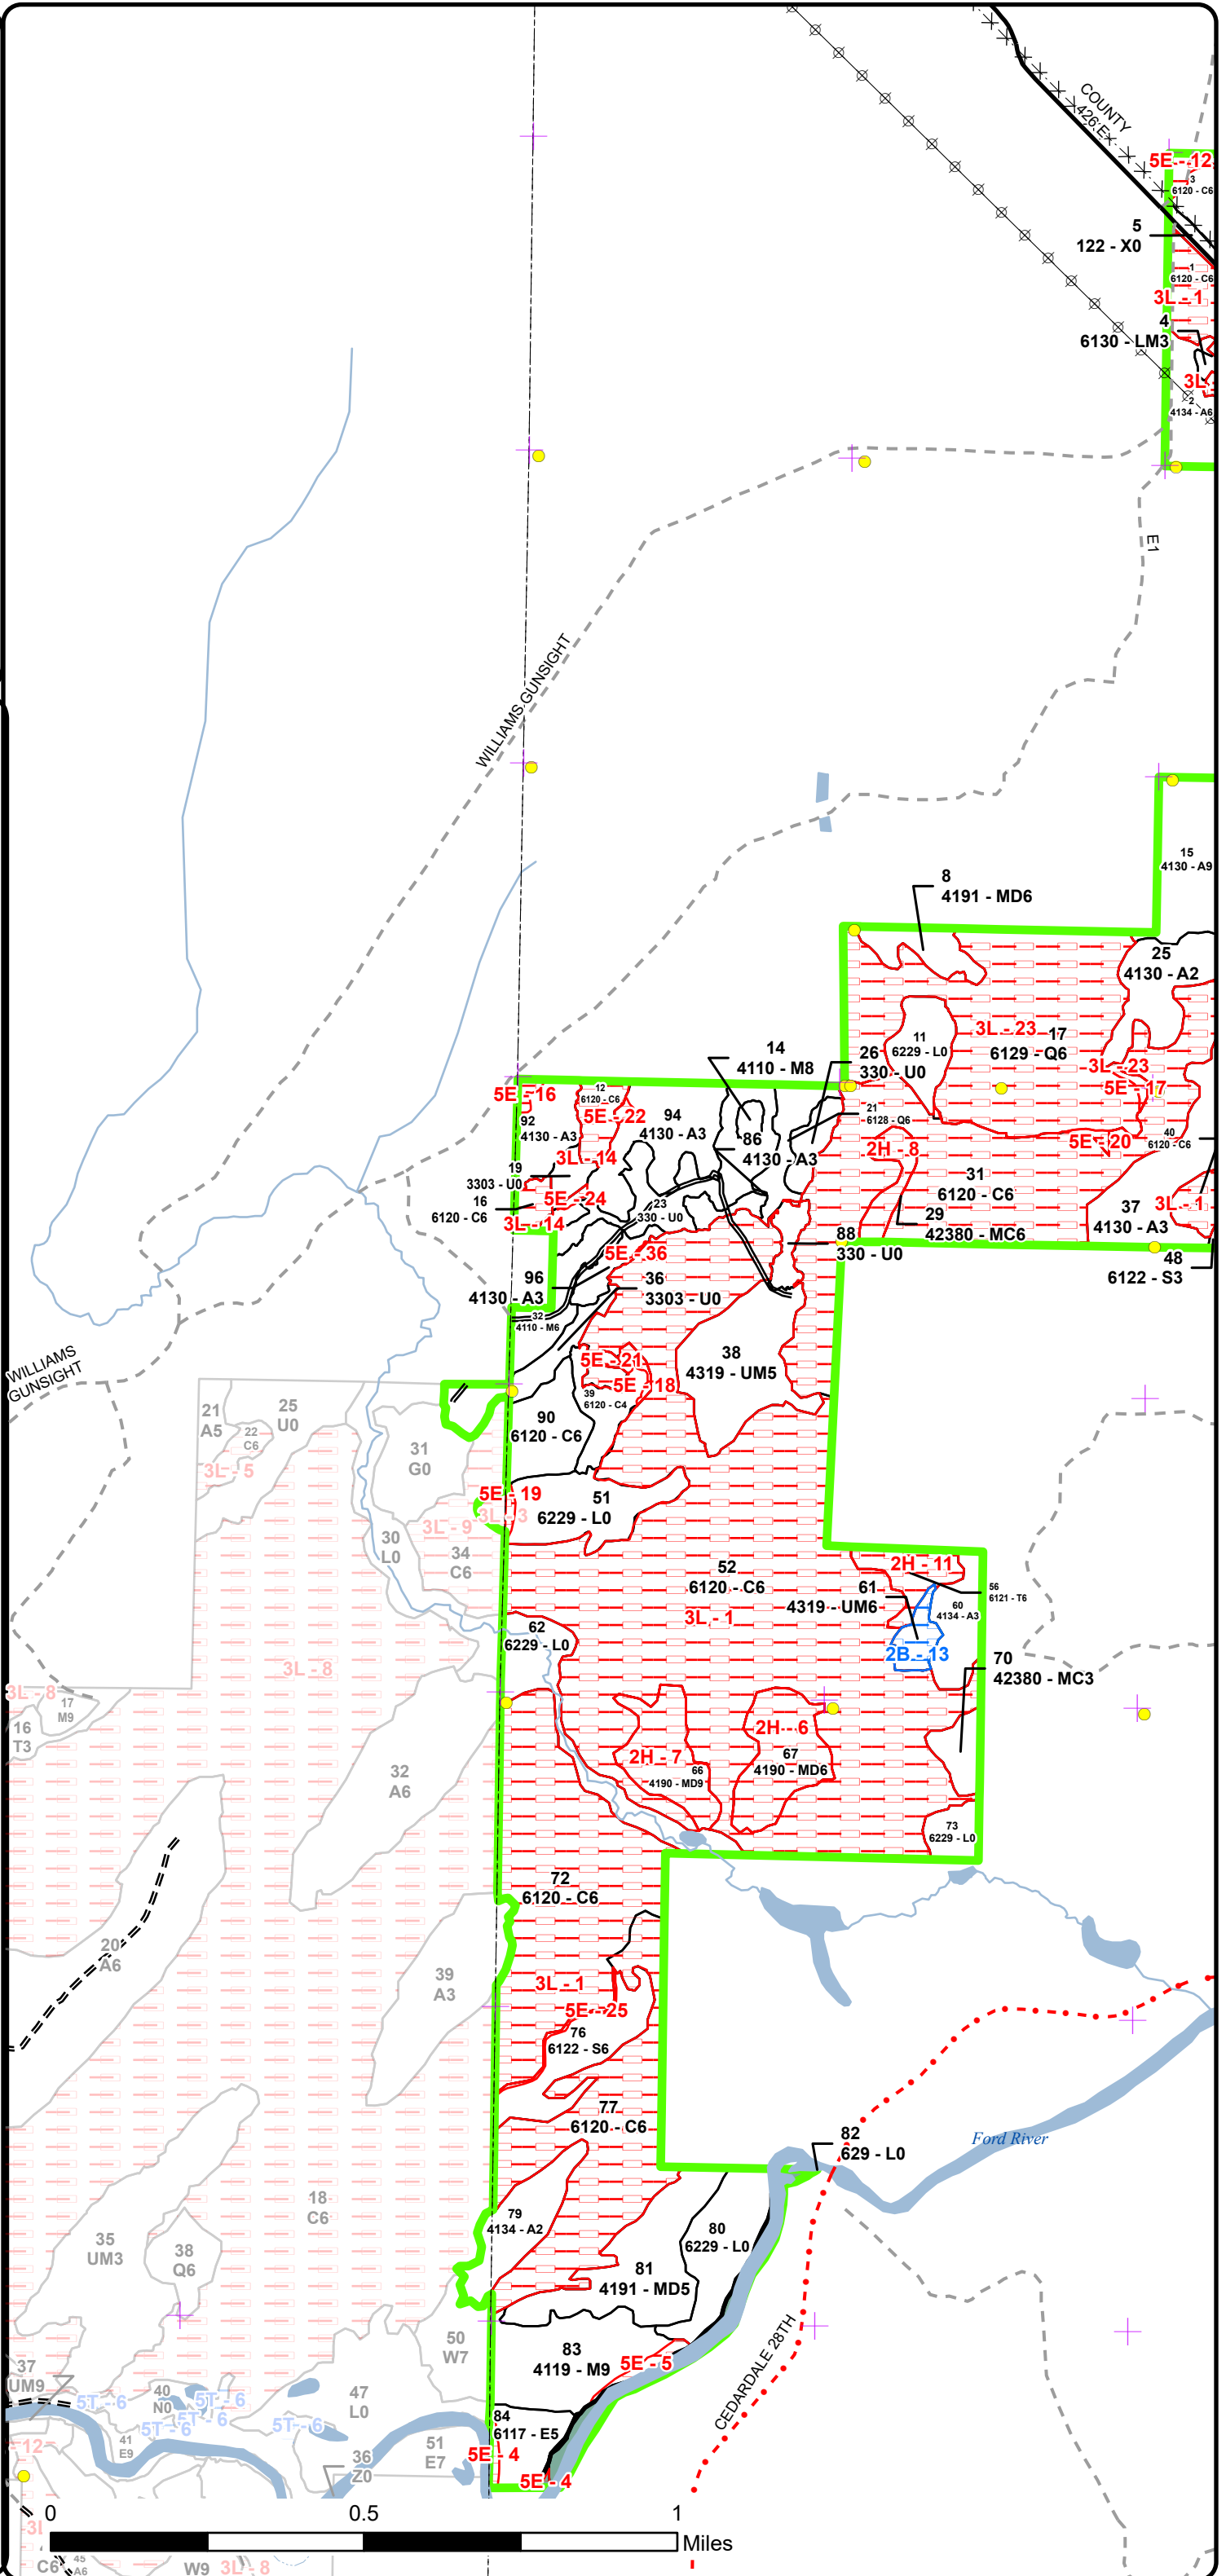 COUNTY
426 E
5E - 12
3
6120 - C6
5
122 - X0
1
6120 - C6
3L - 1
4
6130 - LM3
3L
2
4134 - A6
E1
WILLIAMS GUNSIGHT
15
4130 - A9
8
4191 - MD6
25
4130 - A2
3L - 23
17
6129 - Q6
11
6229 - L0
14
4110 - M8
26
330 - U0
3L - 23
5E - 17
5E - 16
12
6120 - C6
5E - 22
92
4130 - A3
94
4130 - A3
21
6128 - Q6
86
4130 - A3
2H - 8
5E - 20
40
6120 - C6
3L - 14
19
3303 - U0
31
6120 - C6
5E - 24
16
6120 - C6
23
330 - U0
3L - 14
29
42380 - MC6
37
4130 - A3
3L - 1
88
330 - U0
48
6122 - S3
5E - 36
96
4130 - A3
36
3303 - U0
32
4110 - M6
38
4319 - UM5
5E - 21
5E - 18
39
6120 - C4
WILLIAMS
GUNSIGHT
21
A5
25
U0
22
C6
90
6120 - C6
31
G0
3L - 5
5E - 19
3L - 3
51
6229 - L0
3L - 9
30
L0
34
C6
52
6120 - C6
2H - 11
61
4319 - UM6
56
6121 - T6
60
4134 - A3
3L - 1
62
6229 - L0
2B - 13
70
42380 - MC3
3L - 8
3L - 8
17
M9
16
T3
2H - 6
2H - 7
67
4190 - MD6
66
4190 - MD9
32
A6
73
6229 - L0
72
6120 - C6
20
A6
39
A3
3L - 1
5E - 25
76
6122 - S6
77
6120 - C6
82
629 - L0
Ford River
18
C6
79
4134 - A2
80
6229 - L0
35
UM3
38
Q6
81
4191 - MD5
50
W7
83
4119 - M9
5E - 5
CEDARDALE 28TH
37
UM9
40
N0
5T - 6
5T - 6
5T - 6
5T - 6
5T - 6
47
L0
84
6117 - E5
41
E9
51
E7
- 12
36
Z0
5E - 4
5E - 4
0
0.5
1
Miles
3L
C6
45
A6
W9
3L - 8